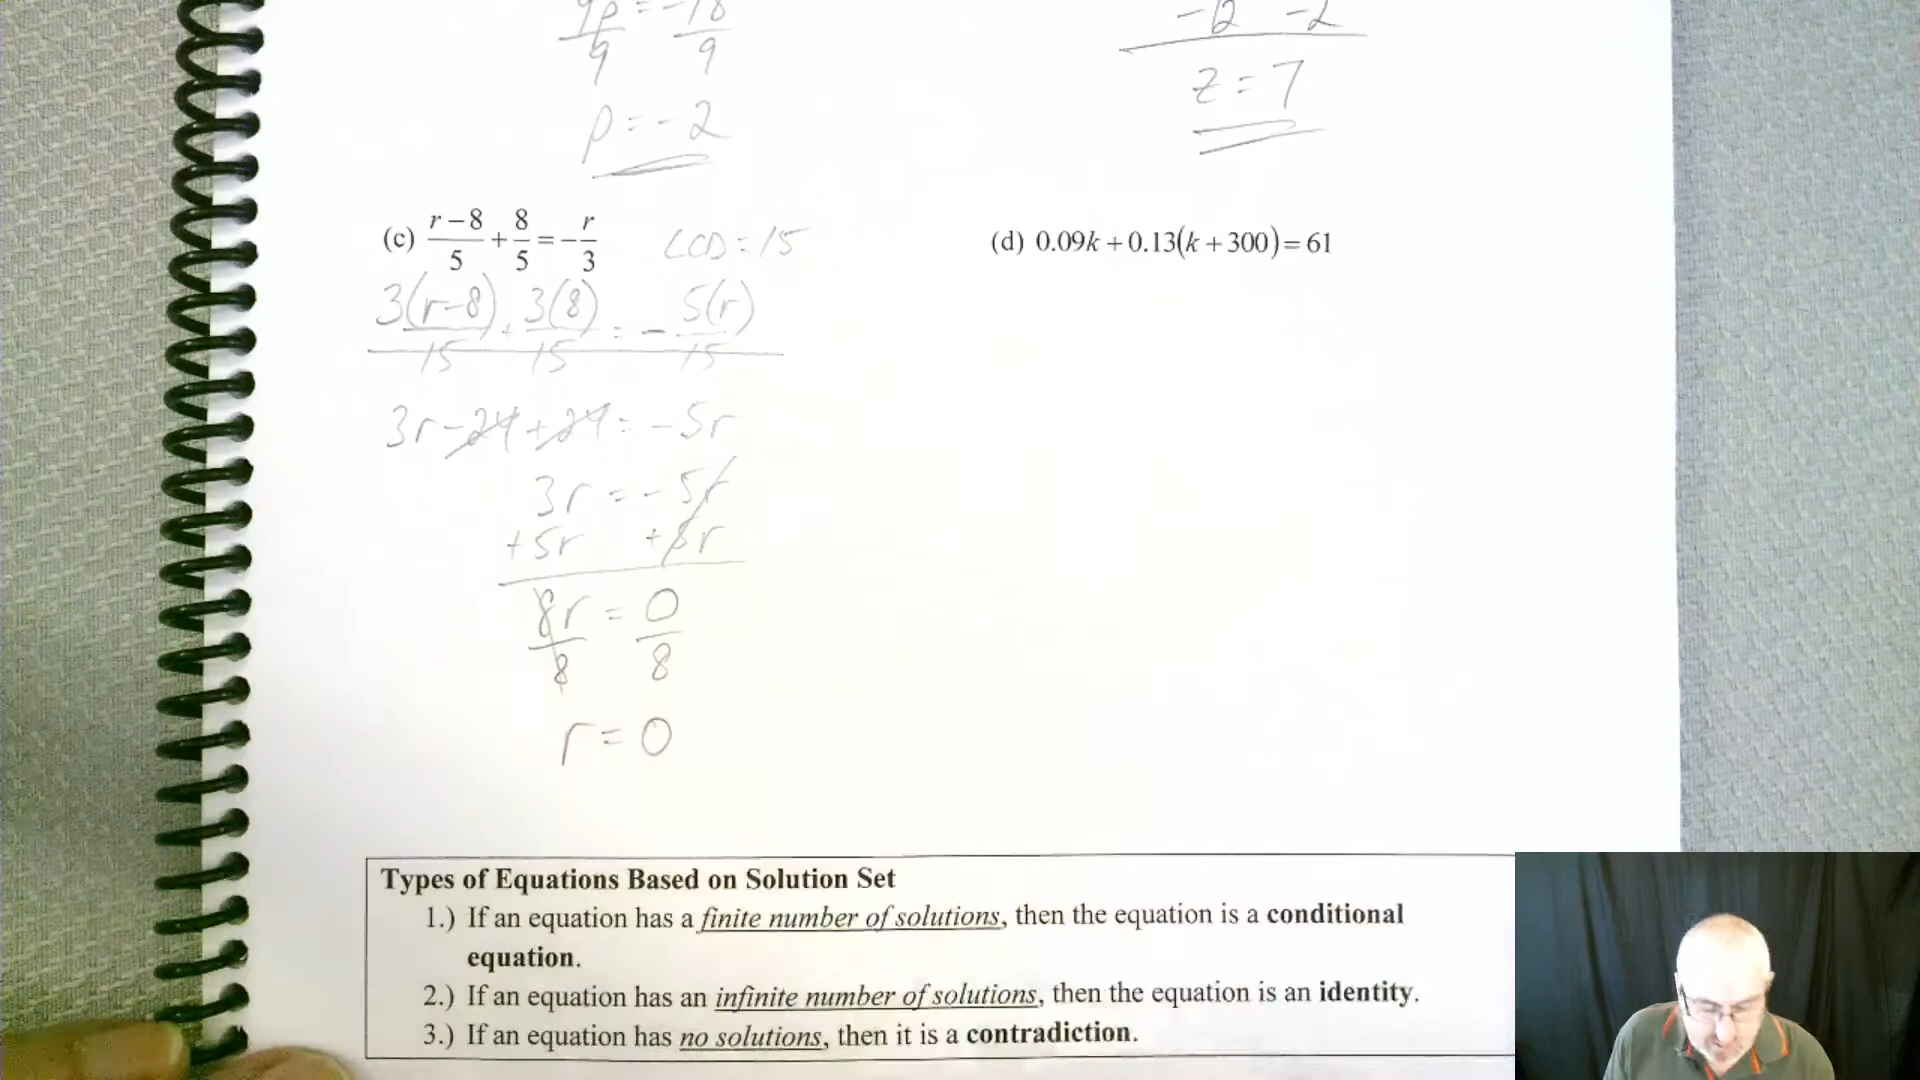 9p = -18
9 9
p = -2
-12 -2
z = 7
(c) r-8/5 + 8/5 = -r/3 LCD = 15
3(r-8)/15 + 3(8)/15 = - 5(r)/15
3r-24+24 = -5r
3r = -5r
+5r +5r
8r = 0
8 8
r = 0
(d) 0.09k + 0.13(k + 300) = 61
Types of Equations Based on Solution Set
1.) If an equation has a finite number of solutions, then the equation is a conditional
equation.
2.) If an equation has an infinite number of solutions, then the equation is an identity.
3.) If an equation has no solutions, then it is a contradiction.